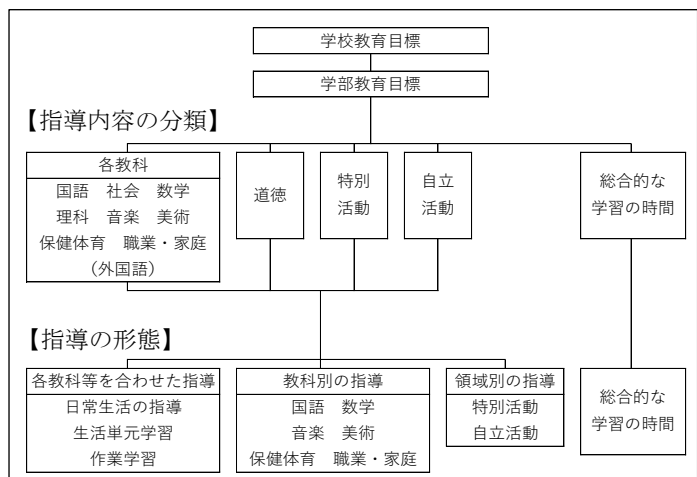 学校教育目標
学部教育目標
【指導内容の分類】
各教科
国語　社会　数学
理科　音楽　美術
保健体育　職業・家庭
（外国語）
道徳
特別
活動
自立
活動
総合的な
学習の時間
【指導の形態】
各教科等を合わせた指導
日常生活の指導
生活単元学習
作業学習
教科別の指導
国語　数学
音楽　美術
保健体育　職業・家庭
領域別の指導
特別活動
自立活動
総合的な
学習の時間